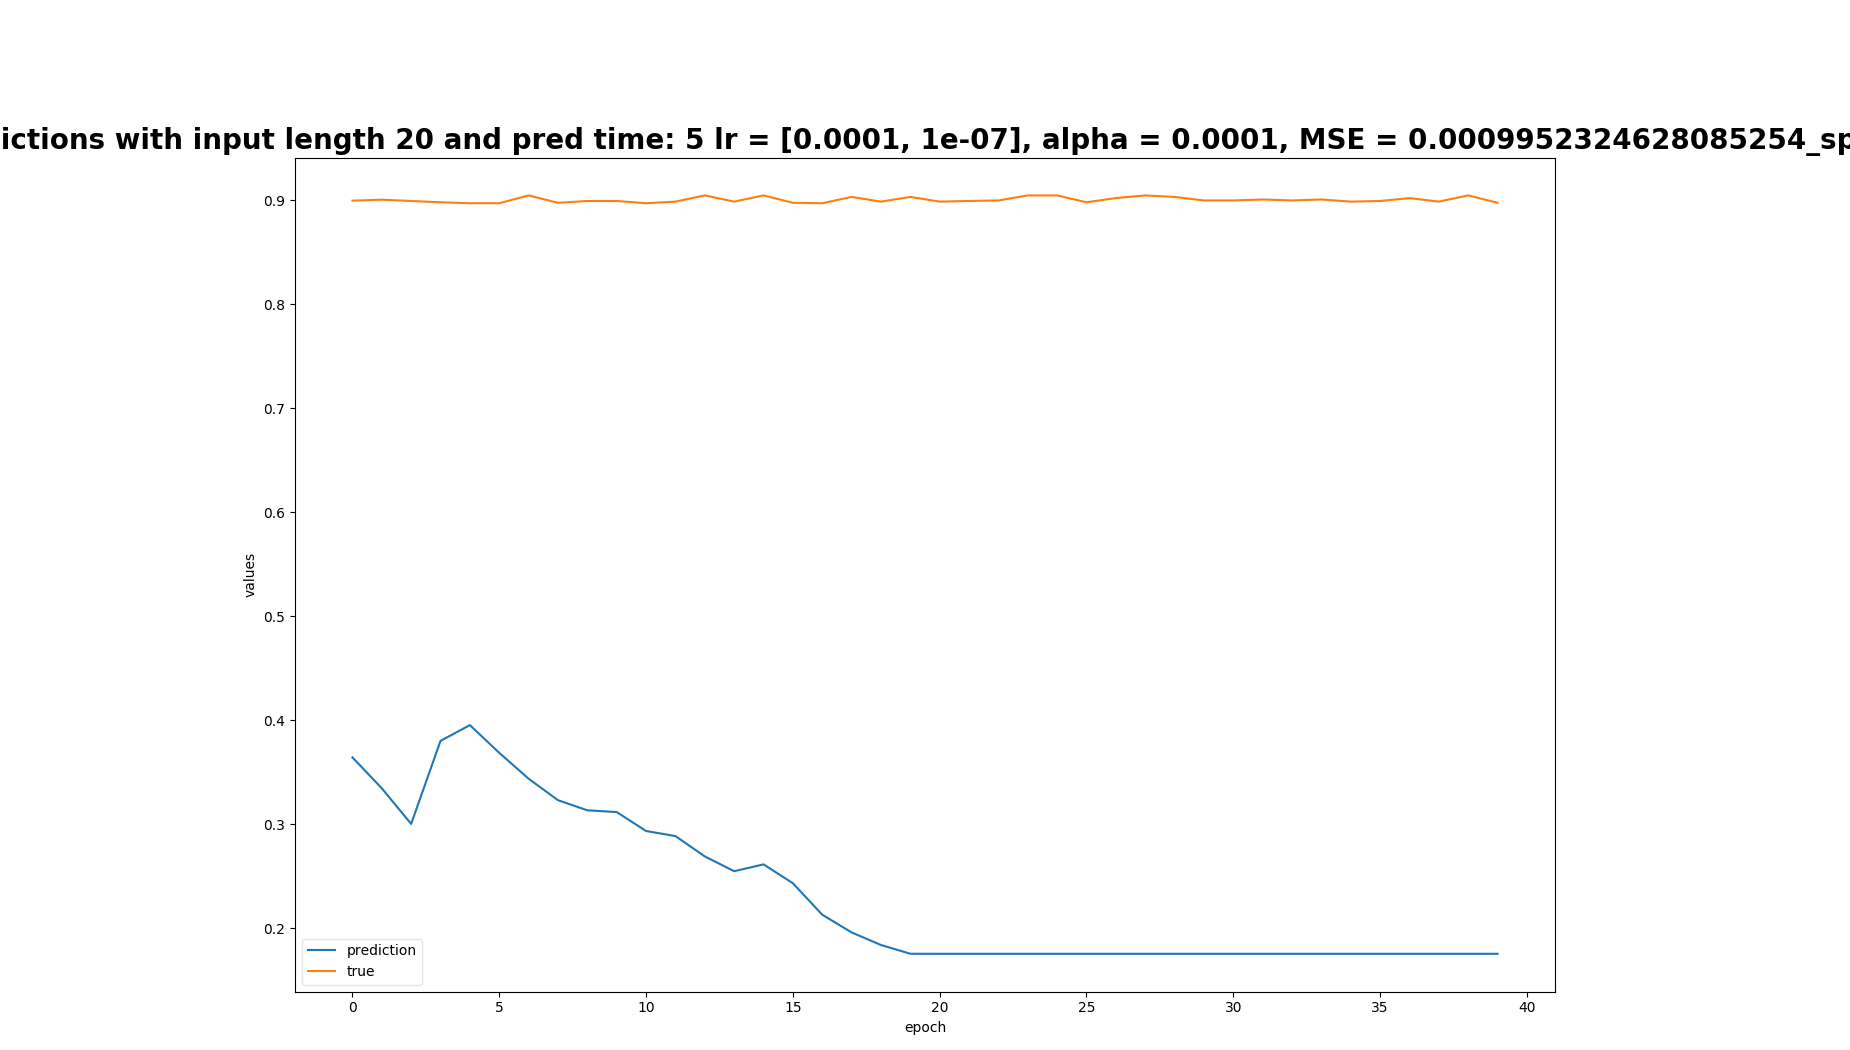 ictions with input length 20 and pred time: 5 lr = [0.0001, 1e-07], alpha = 0.0001, MSE = 0.0009952324628085254_sp
0.9
0.8
0.7
0.6
0.5
0.4
0.3
0.2
values
prediction
true
0 5 10 15 20 25 30 35 40
epoch